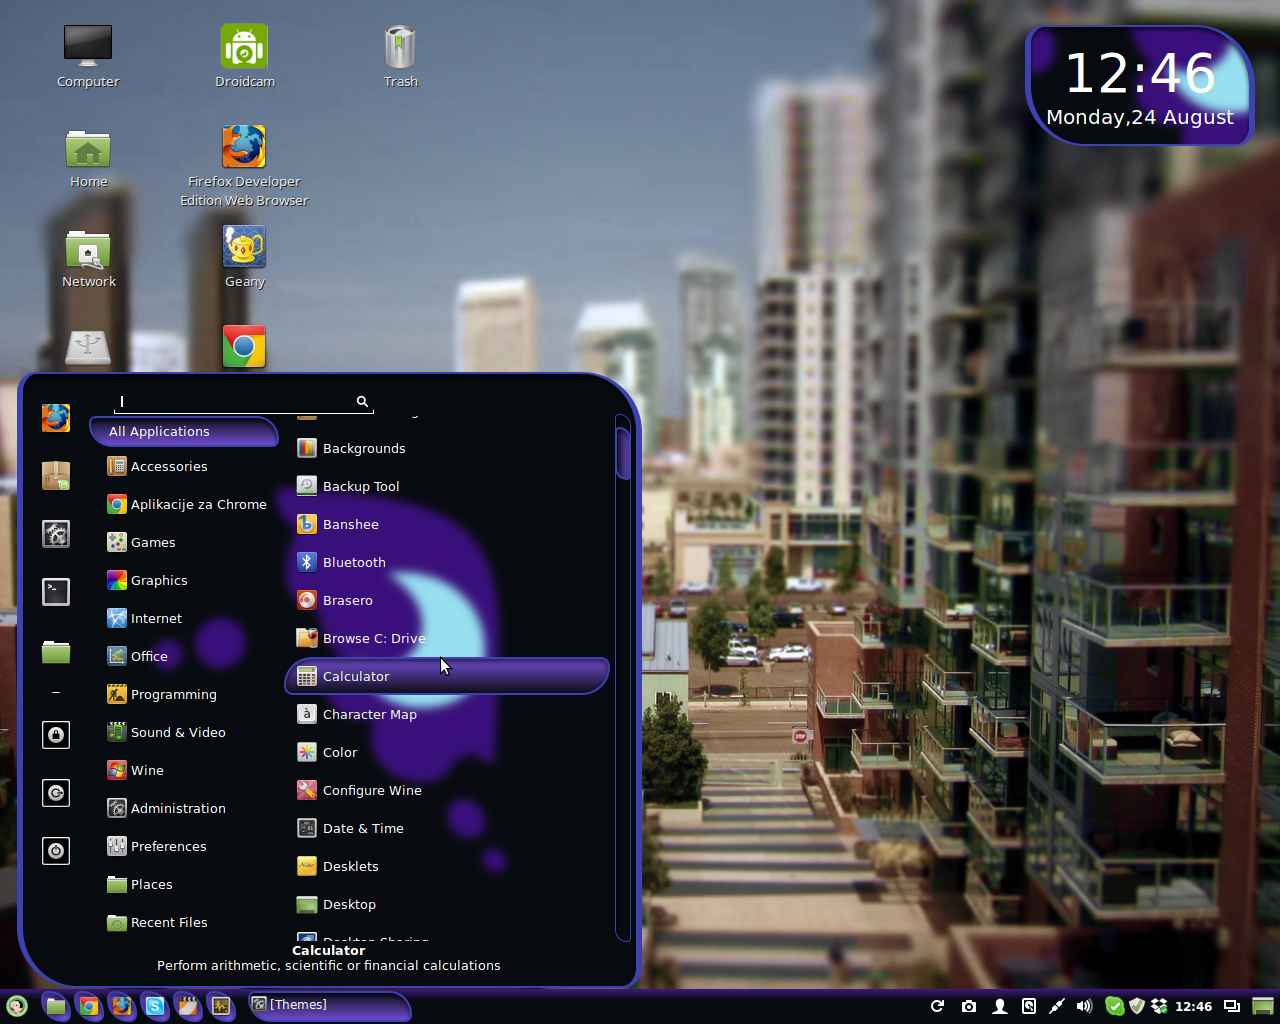 Computer
Droidcam
Trash
12:46
Monday,24 August
Home
Firefox Developer
Edition Web Browser
Network
Geany
All Applications
Accessories
Aplikacije za Chrome
Games
Graphics
Internet
Office
Programming
Sound & Video
Wine
Administration
Preferences
Places
Recent Files
Backgrounds
Backup Tool
Banshee
Bluetooth
Brasero
Browse C: Drive
Calculator
Character Map
Color
Configure Wine
Date & Time
Desklets
Desktop
Desktop Sharing
Calculator
Perform arithmetic, scientific or financial calculations
[Themes]
12:46